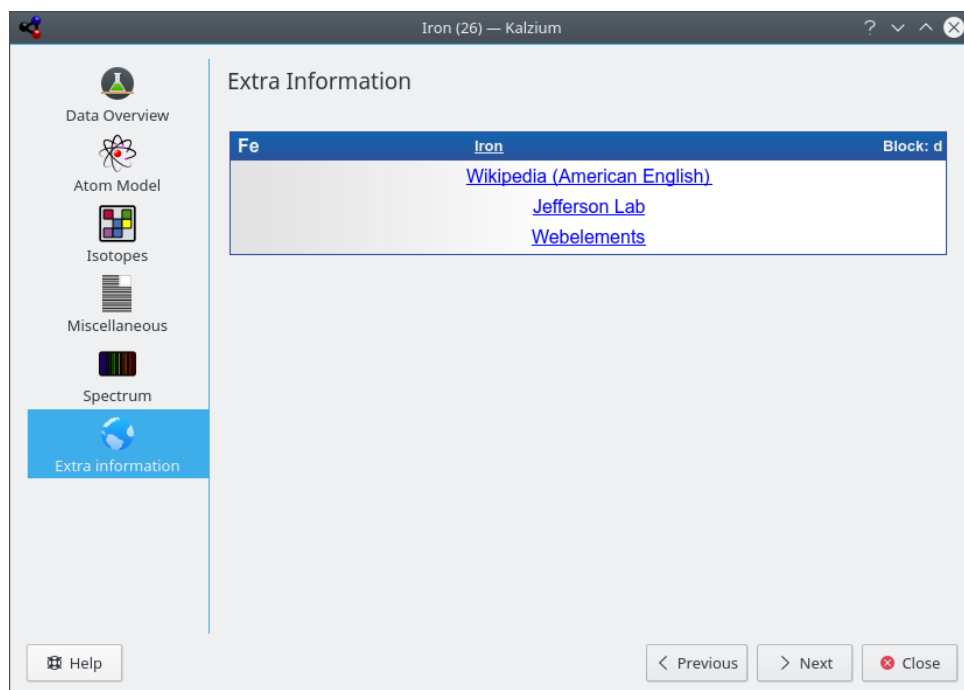 Iron (26) — Kalzium
Data Overview
Atom Model
Isotopes
Miscellaneous
Spectrum
Extra information
Extra Information
Fe Iron Block: d
Wikipedia (American English)
Jefferson Lab
Webelements
Help Previous Next Close